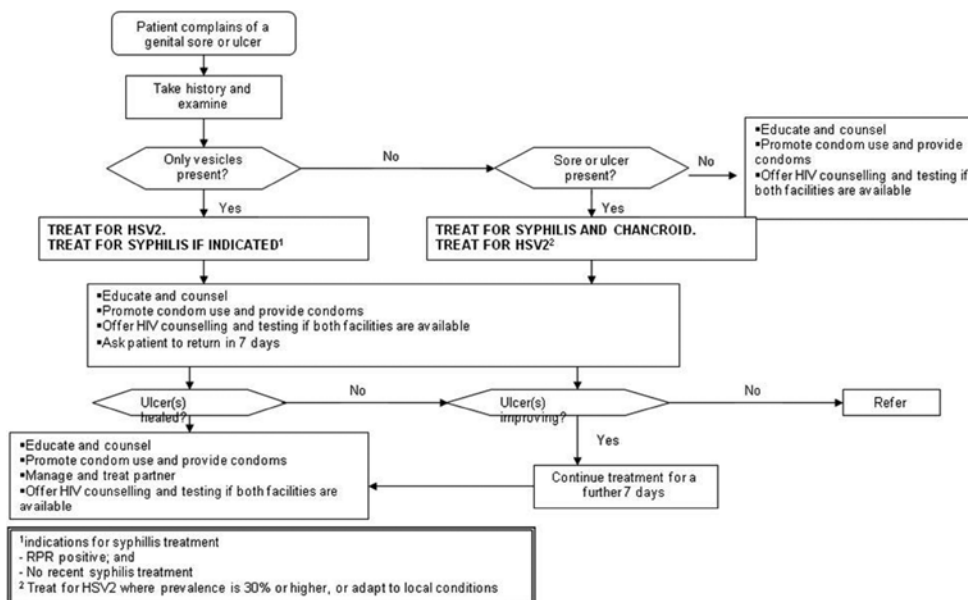 Patient complains of a
genital sore or ulcer
Take history and
examine
Only vesicles
present?
No
Sore or ulcer
present?
No
▪Educate and counsel
▪Promote condom use and provide
condoms
▪Offer HIV counselling and testing if
both facilities are available
Yes
Yes
TREAT FOR HSV2.
TREAT FOR SYPHILIS IF INDICATED¹
TREAT FOR SYPHILIS AND CHANCROID.
TREAT FOR HSV2²
▪Educate and counsel
▪Promote condom use and provide condoms
▪Offer HIV counselling and testing if both facilities are available
▪Ask patient to return in 7 days
Ulcer(s)
healed?
No
Ulcer(s)
improving?
No
Refer
Yes
▪Educate and counsel
▪Promote condom use and provide condoms
▪Manage and treat partner
▪Offer HIV counselling and testing if both facilities are
available
Continue treatment for a
further 7 days
¹indications for syphillis treatment
- RPR positive; and
- No recent syphilis treatment
² Treat for HSV2 where prevalence is 30% or higher, or adapt to local conditions